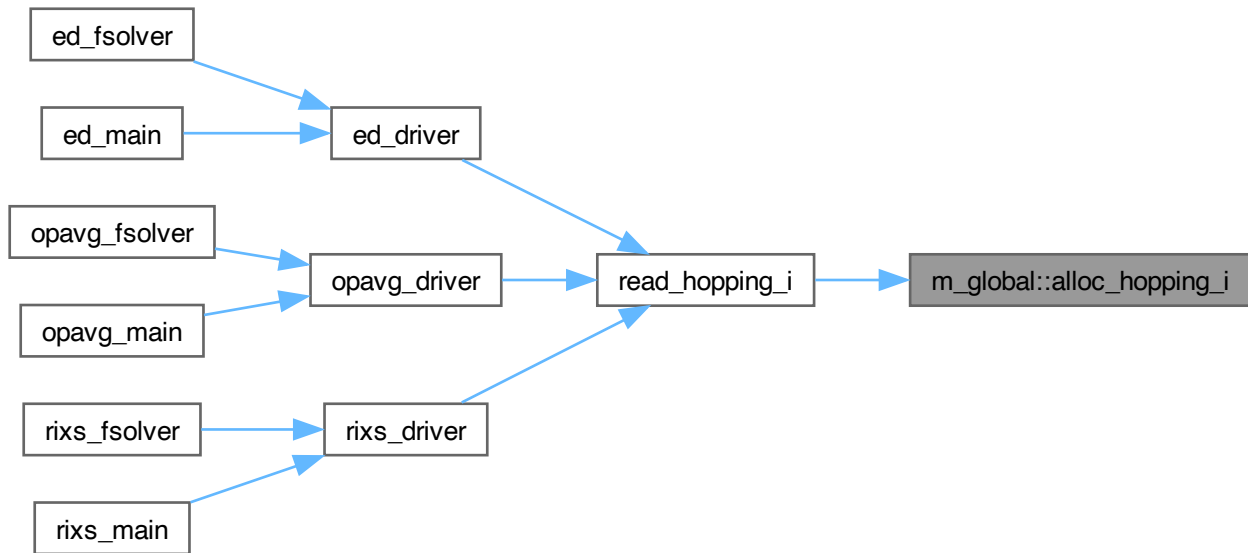 ed_fsolver
ed_main
ed_driver
opavg_fsolver
opavg_driver
read_hopping_i
m_global::alloc_hopping_i
opavg_main
rixs_fsolver
rixs_driver
rixs_main